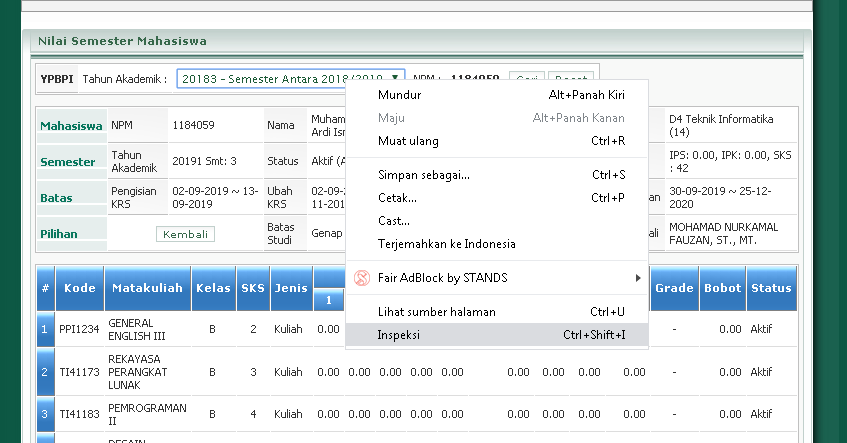 Nilai Semester Mahasiswa
YPBPI Tahun Akademik : 20183 - Semester Antara 2018/2019 NPM : 1184059
Mahasiswa NPM 1184059 Nama Muham
Ardi Isr
D4 Teknik Informatika
(14)
Semester Tahun
Akademik 20191 Smt: 3 Status Aktif (A
IPS: 0.00, IPK: 0.00, SKS
: 42
Batas Pengisian
KRS 02-09-2019 ~ 13-
09-2019 Ubah
KRS 02-09-2
11-201
an 30-09-2019 ~ 25-12-
2020
Pilihan Kembali Batas
Studi Genap
ali MOHAMAD NURKAMAL
FAUZAN, ST., MT.
Mundur Alt+Panah Kiri
Maju Alt+Panah Kanan
Muat ulang Ctrl+R
Simpan sebagai... Ctrl+S
Cetak... Ctrl+P
Cast...
Terjemahkan ke Indonesia
Fair AdBlock by STANDS
Lihat sumber halaman Ctrl+U
Inspeksi Ctrl+Shift+I
# Kode Matakuliah Kelas SKS Jenis 1 Grade Bobot Status
1 PPI1234 GENERAL
ENGLISH III B 2 Kuliah 0.00 - 0.00 Aktif
2 TI41173 REKAYASA
PERANGKAT
LUNAK B 3 Kuliah 0.00 0.00 0.00 0.00 0.00 0.00 0.00 0.00 0.00 - 0.00 Aktif
3 TI41183 PEMROGRAMAN
II B 4 Kuliah 0.00 0.00 0.00 0.00 0.00 0.00 0.00 0.00 0.00 - 0.00 Aktif